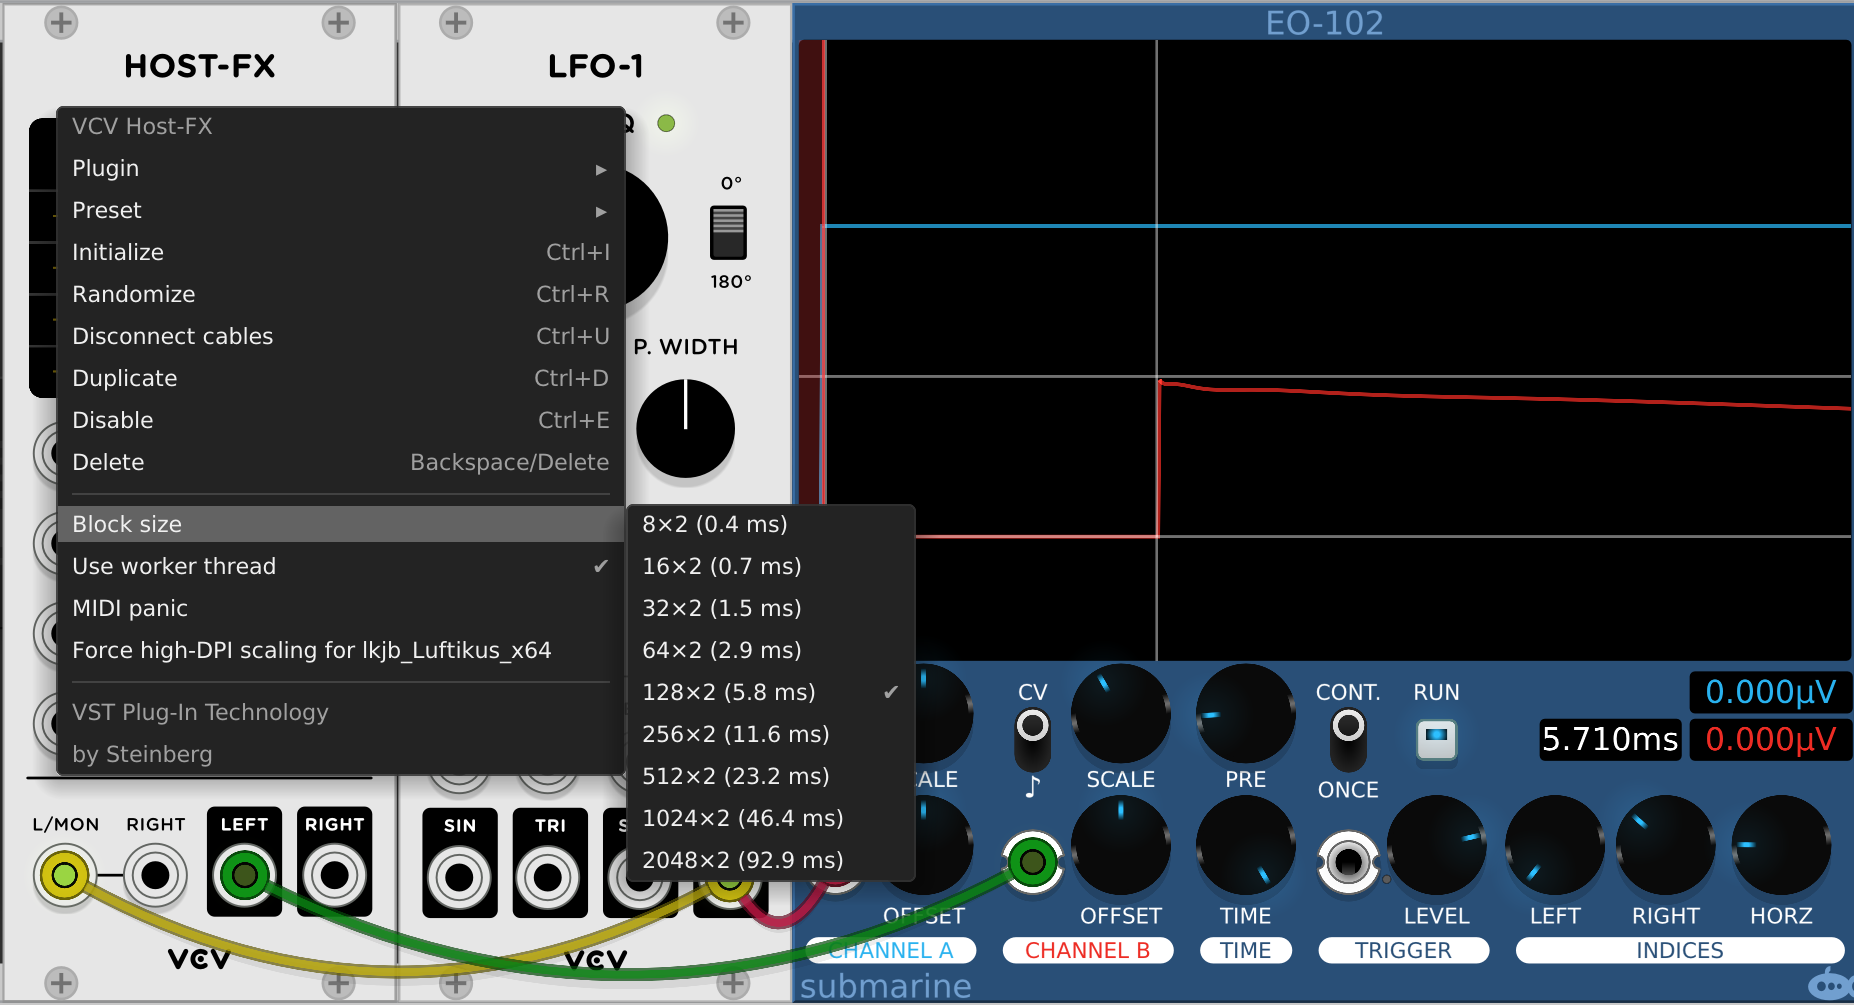 EO-102
HOST-FX
LFO-1
VCV Host-FX
Plugin ▸
Preset ▸
Initialize Ctrl+I
Randomize Ctrl+R
Disconnect cables Ctrl+U
Duplicate Ctrl+D
Disable Ctrl+E
Delete Backspace/Delete
Block size
Use worker thread ✔
MIDI panic
Force high-DPI scaling for lkjb_Luftikus_x64
VST Plug-In Technology
by Steinberg
8×2 (0.4 ms)
16×2 (0.7 ms)
32×2 (1.5 ms)
64×2 (2.9 ms)
128×2 (5.8 ms) ✔
256×2 (11.6 ms)
512×2 (23.2 ms)
1024×2 (46.4 ms)
2048×2 (92.9 ms)
0°
180°
P. WIDTH
L/MON RIGHT LEFT RIGHT
SIN TRI
VCV
VCV
CV
♪
SCALE
PRE
CONT.
ONCE
RUN
0.000µV
5.710ms 0.000µV
OFFSET OFFSET TIME LEVEL LEFT RIGHT HORZ
CHANNEL A CHANNEL B TIME TRIGGER INDICES
submarine